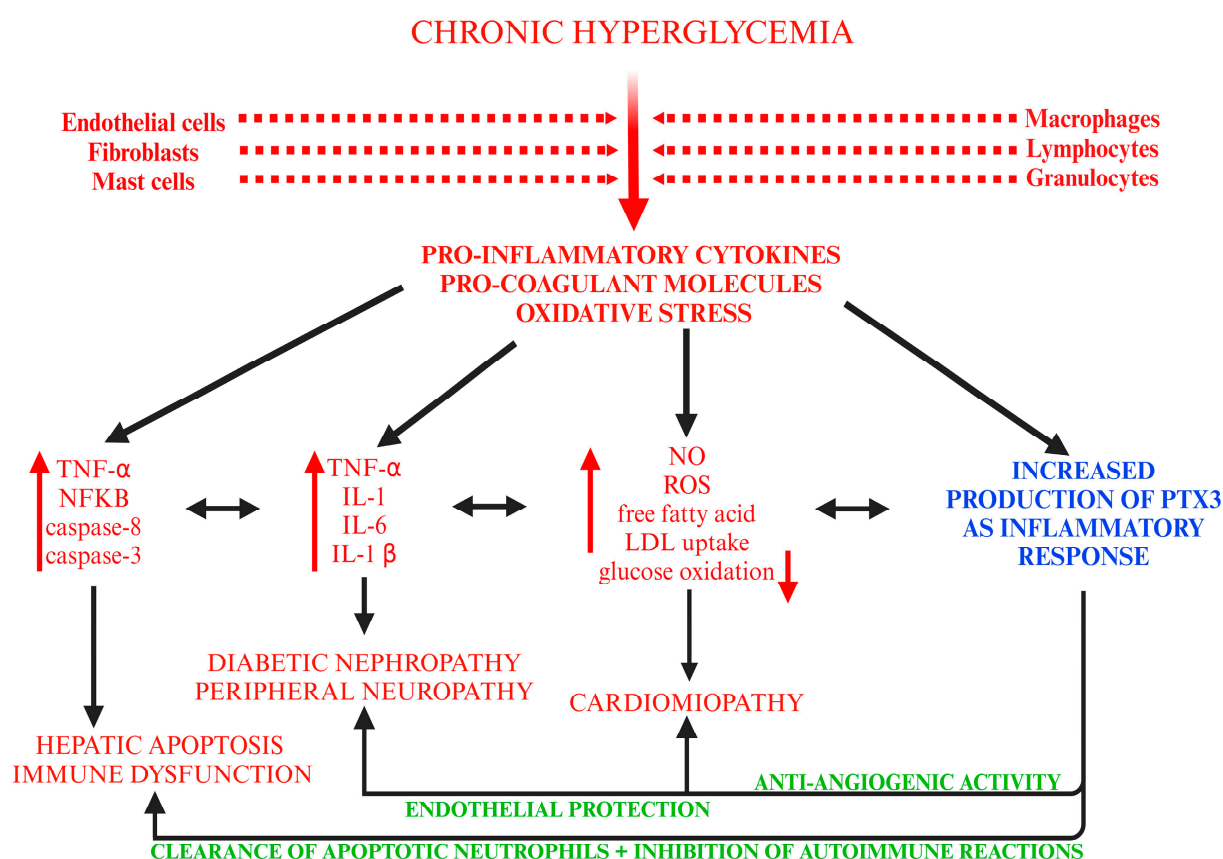 CHRONIC HYPERGLYCEMIA
Endothelial cells
Fibroblasts
Mast cells
Macrophages
Lymphocytes
Granulocytes
PRO-INFLAMMATORY CYTOKINES
PRO-COAGULANT MOLECULES
OXIDATIVE STRESS
TNF-α
NFKB
caspase-8
caspase-3
TNF-α
IL-1
IL-6
IL-1 β
NO
ROS
free fatty acid
LDL uptake
glucose oxidation
INCREASED
PRODUCTION OF PTX3
AS INFLAMMATORY
RESPONSE
DIABETIC NEPHROPATHY
PERIPHERAL NEUROPATHY
CARDIOMIOPATHY
HEPATIC APOPTOSIS
IMMUNE DYSFUNCTION
ANTI-ANGIOGENIC ACTIVITY
ENDOTHELIAL PROTECTION
CLEARANCE OF APOPTOTIC NEUTROPHILS + INHIBITION OF AUTOIMMUNE REACTIONS